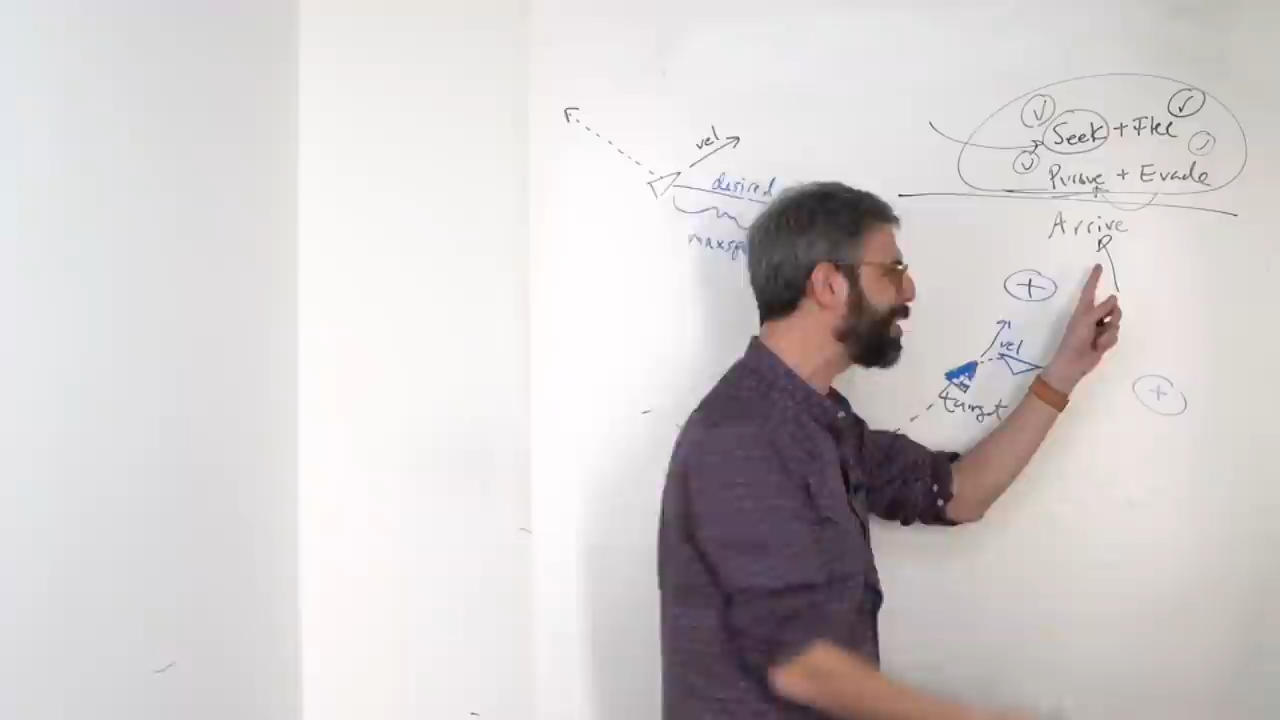 vel
desired
Seek + Flee
Pursue + Evade
Arrive
vel
target